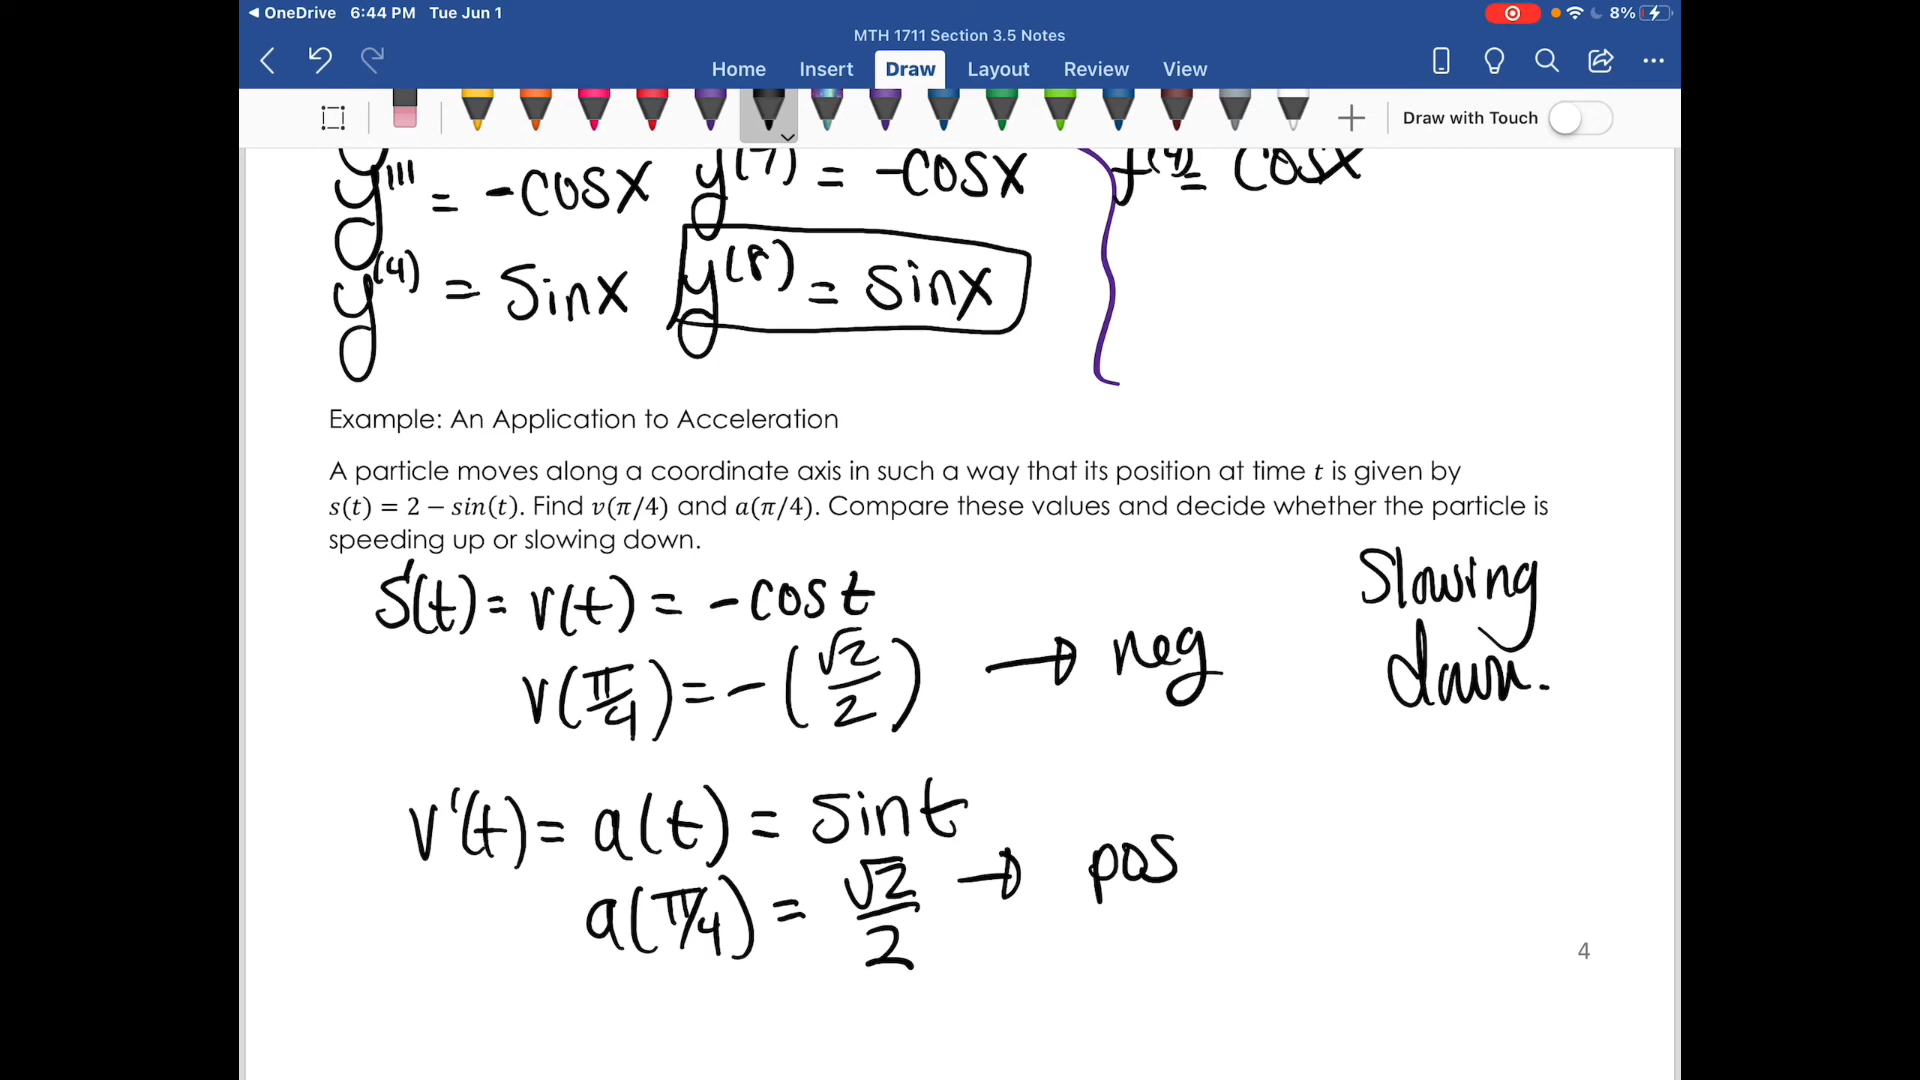 OneDrive 6:44 PM Tue Jun 1 8%
MTH 1711 Section 3.5 Notes
Home Insert Draw Layout Review View
Draw with Touch
y''' = -cosx y^(7) = -cosx f^(4) = cosx
y^(4) = sinx y^(8) = sinx
Example: An Application to Acceleration
A particle moves along a coordinate axis in such a way that its position at time t is given by
s(t) = 2 − sin(t). Find v(π/4) and a(π/4). Compare these values and decide whether the particle is
speeding up or slowing down.
s'(t) = v(t) = -cos t
v(π/4) = -(√2/2) → neg
Slowing
down.
v'(t) = a(t) = sint
a(π/4) = √2/2 → pos
4